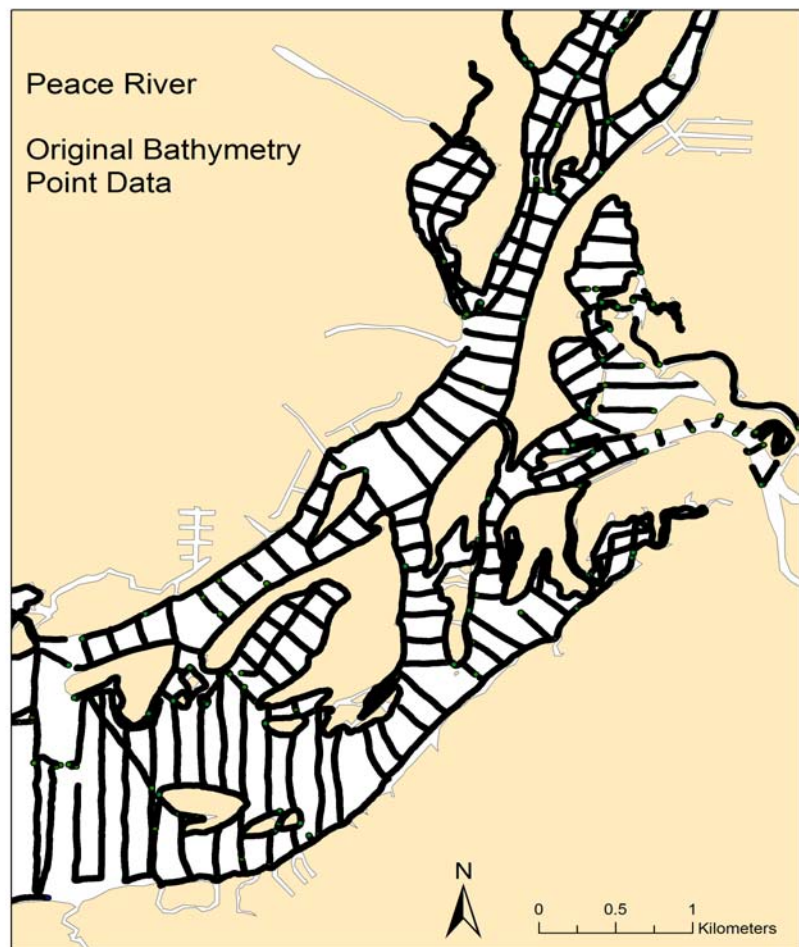 Peace River
Original Bathymetry
Point Data
N
0 0.5 1
Kilometers